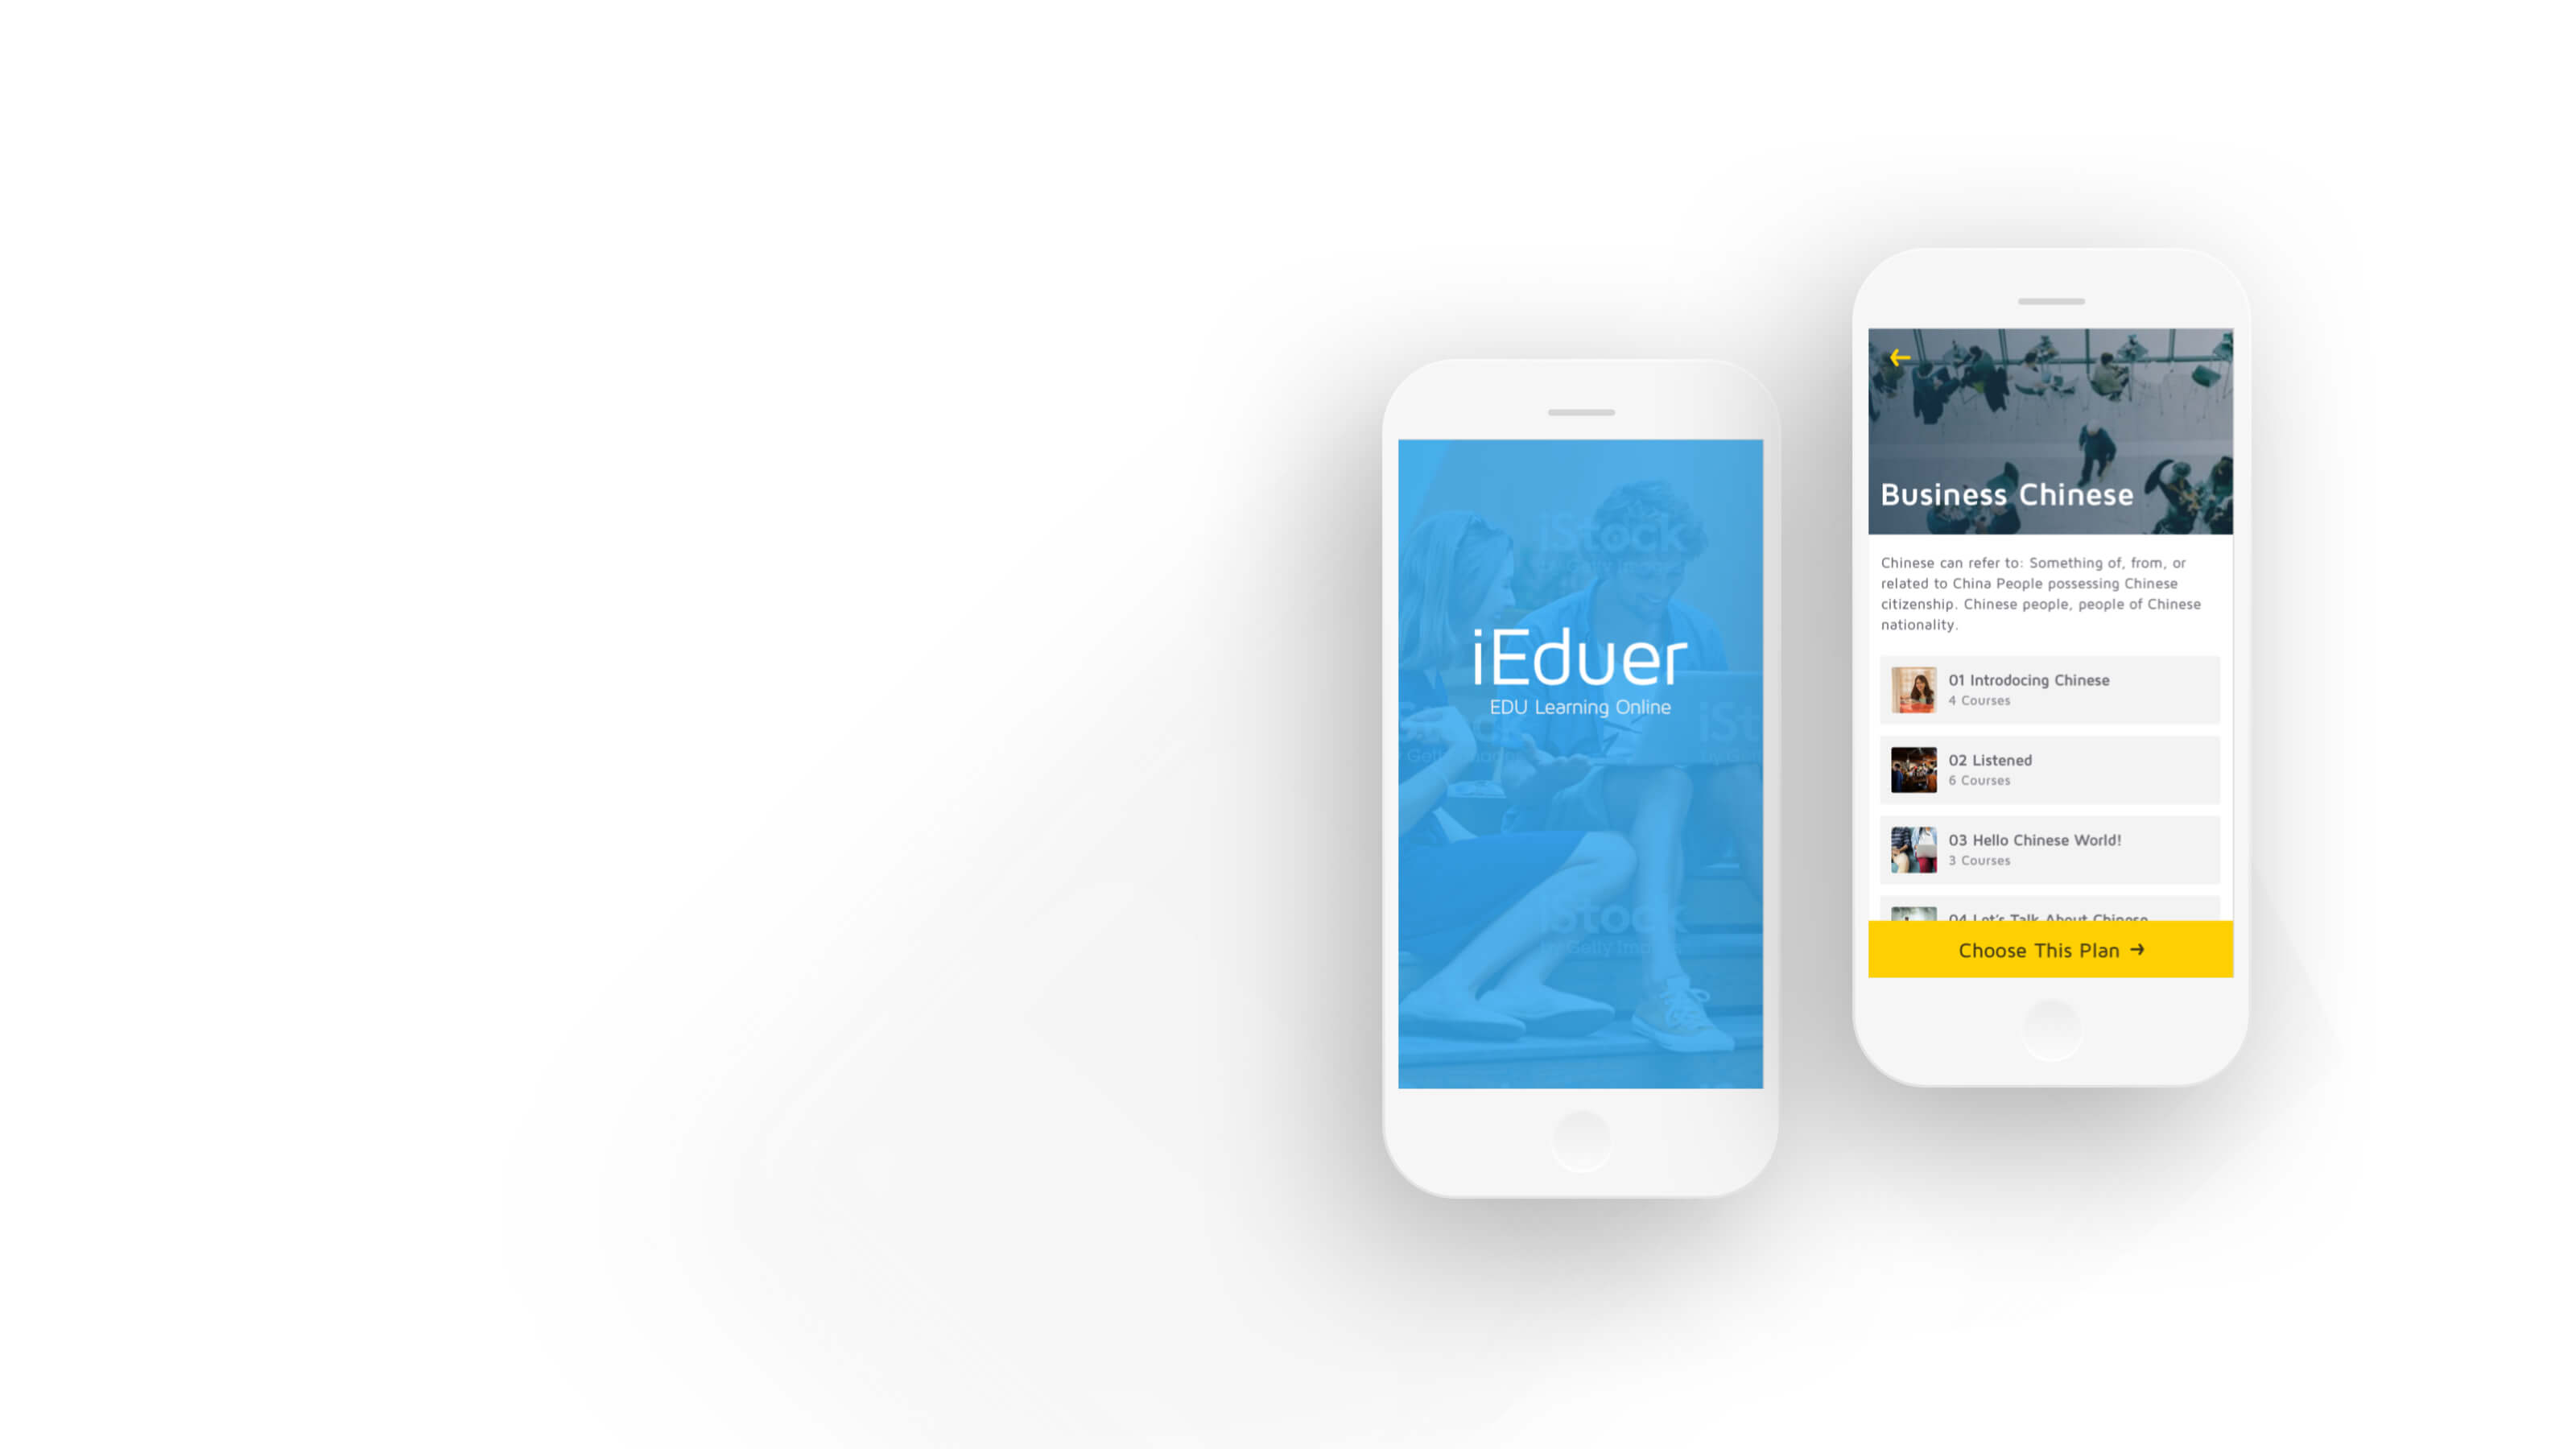 iEduer
EDU Learning Online
iStock
iStock
Business Chinese
Chinese can refer to: Something of, from, or
related to China People possessing Chinese
citizenship. Chinese people, people of Chinese
nationality.
01 Introdocing Chinese
4 Courses
02 Listened
6 Courses
03 Hello Chinese World!
3 Courses
04 Let's Talk About Chinese
Choose This Plan →